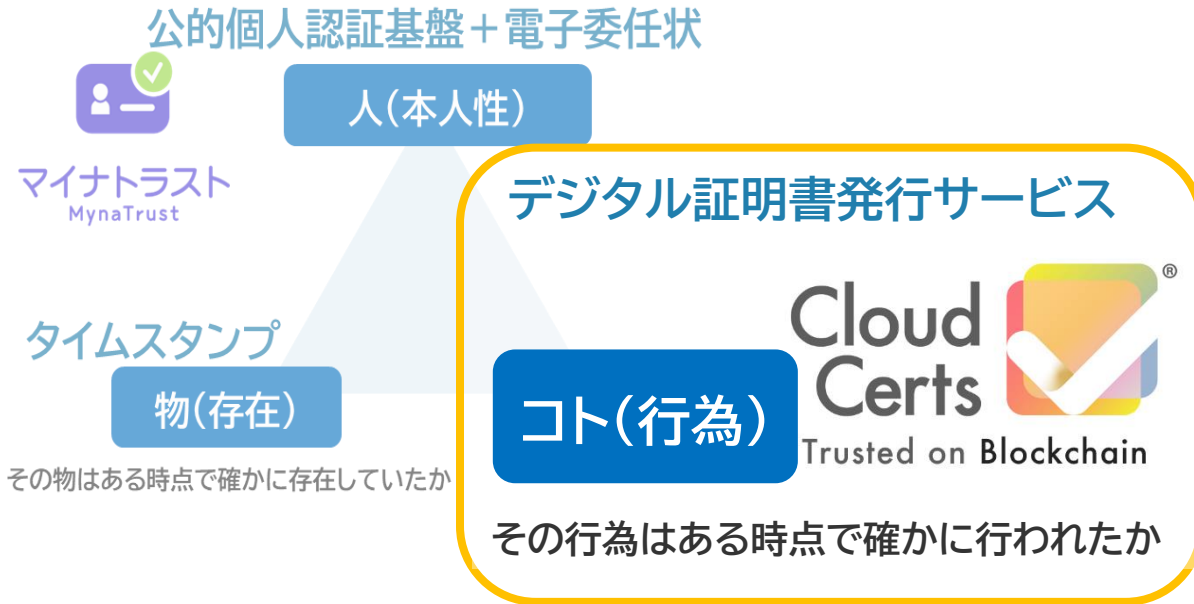 公的個人認証基盤＋電子委任状
人(本人性)
マイナトラスト
MynaTrust
デジタル証明書発行サービス
Cloud
Certs
®
Trusted on Blockchain
タイムスタンプ
物(存在)
その物はある時点で確かに存在していたか
コト(行為)
その行為はある時点で確かに行われたか